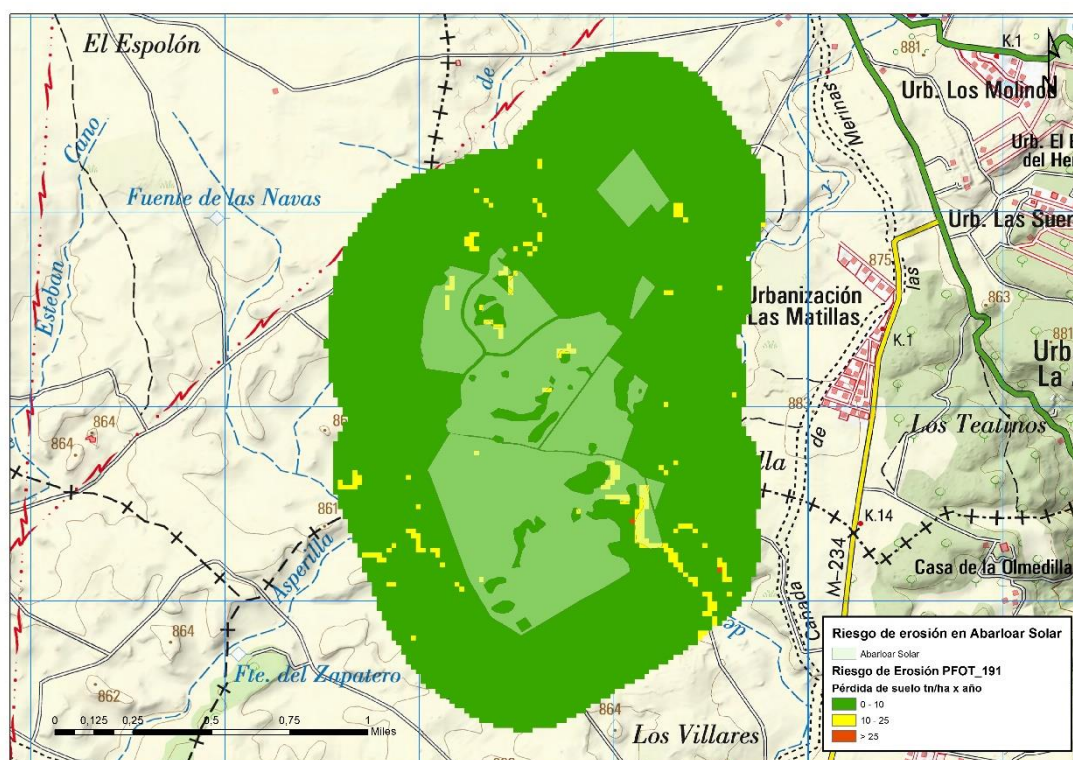 El Espolón
Cano
Esteban
Fuente de las Navas
de
K.1
881
Urb. Los Molinos
N
Urb. El E
del Her
Merinas
y
Urb. Las Suer
875
las
Urbanización
Las Matillas
863
881
K.1
Urb
La
864
864
883
de
Los Tealinos
lla
861
K.14
Asperilla
M-234
Casa de la Olmedilla
Cañada
de
864
Fte. del Zapatero
862
864
Los Villares
0 0,125 0,25 0,5 0,75 1
Miles
Riesgo de erosión en Abarloar Solar
Abarloar Solar
Riesgo de Erosión PFOT_191
Pérdida de suelo tn/ha x año
0 - 10
10 - 25
> 25